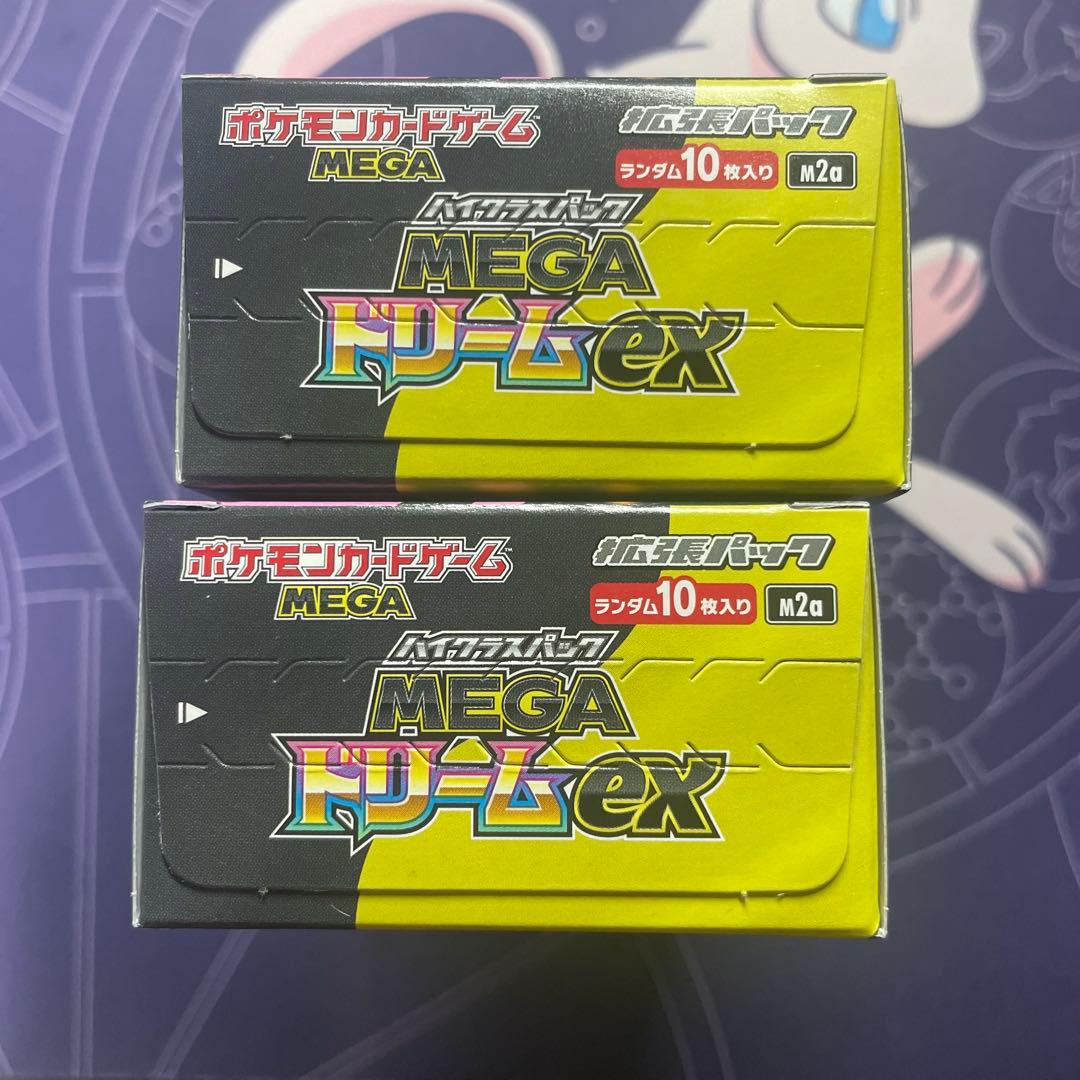 ポケモンカードゲーム™
MEGA
拡張パック
ランダム10枚入り M2a
ハイクラスパック
MEGA
ドリームex
ポケモンカードゲーム™
MEGA
拡張パック
ランダム10枚入り M2a
ハイクラスパック
MEGA
ドリームex